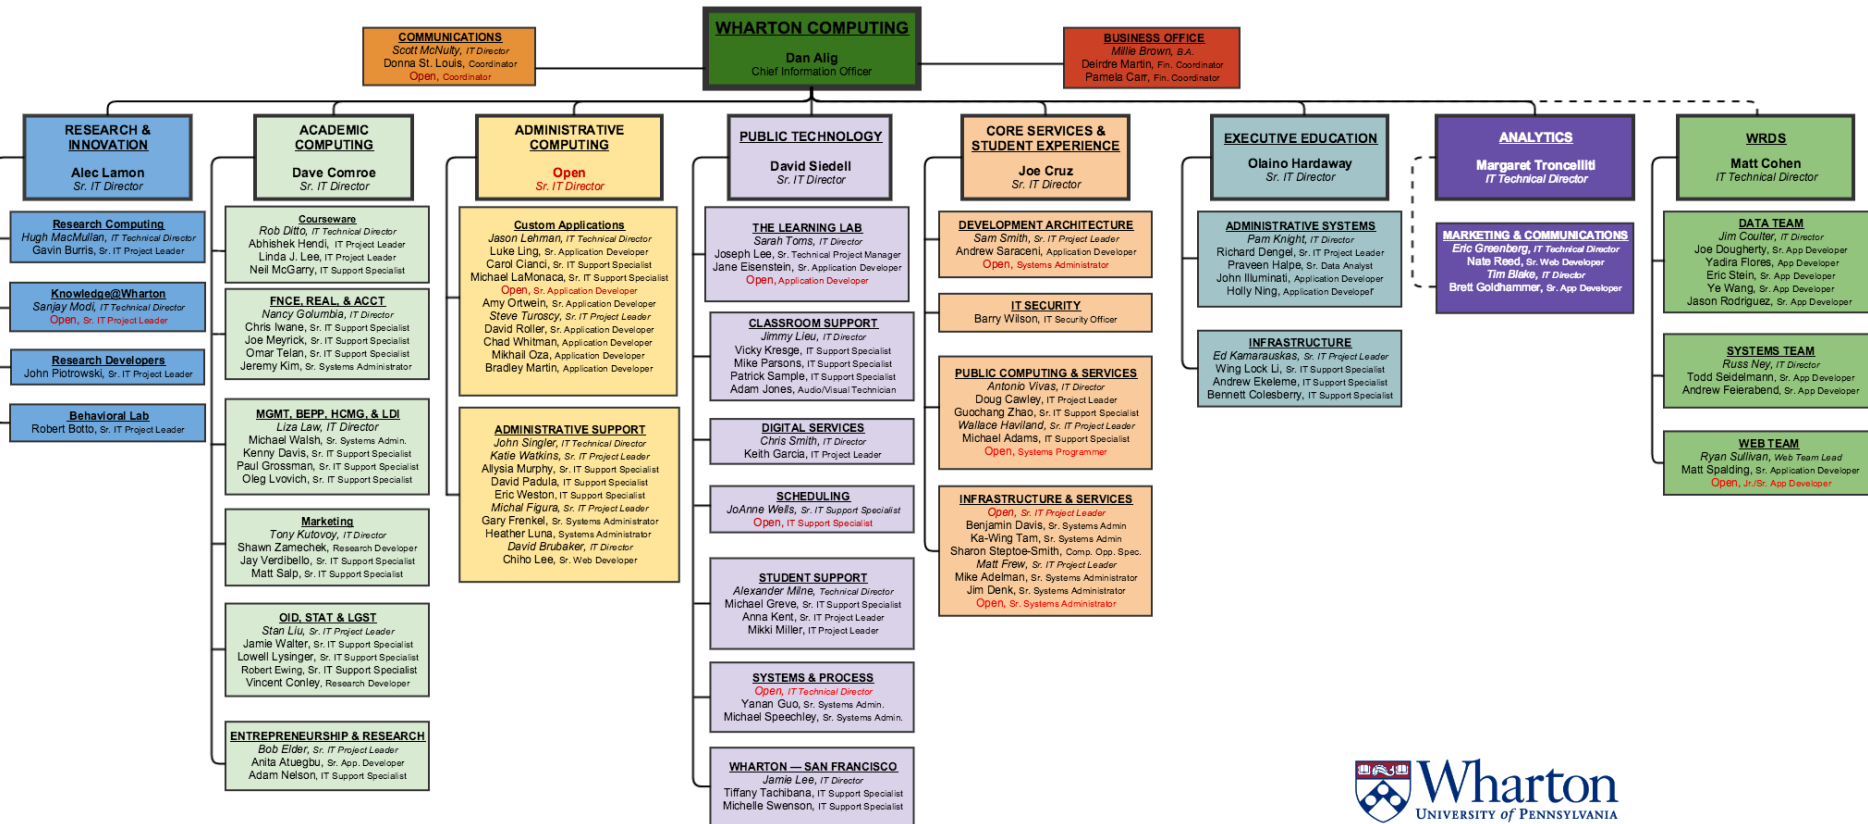 COMMUNICATIONS
Scott McNulty, IT Director
Donna St. Louis, Coordinator
Open, Coordinator
WHARTON COMPUTING
Dan Alig
Chief Information Officer
BUSINESS OFFICE
Millie Brown, B.A.
Deirdre Martin, Fin. Coordinator
Pamela Carr, Fin. Coordinator
RESEARCH &
INNOVATION
Alec Lamon
Sr. IT Director
Research Computing
Hugh MacMullan, IT Technical Director
Gavin Burris, Sr. IT Project Leader
Knowledge@Wharton
Sanjay Modi, IT Technical Director
Open, Sr. IT Project Leader
Research Developers
John Piotrowski, Sr. IT Project Leader
Behavioral Lab
Robert Botto, Sr. IT Project Leader
ACADEMIC
COMPUTING
Dave Comroe
Sr. IT Director
Courseware
Rob Ditto, IT Technical Director
Abhishek Hendi, IT Project Leader
Linda J. Lee, IT Project Leader
Neil McGarry, IT Support Specialist
FNCE, REAL, & ACCT
Nancy Golumbia, IT Director
Chris Iwane, Sr. IT Support Specialist
Joe Meyrick, Sr. IT Support Specialist
Omar Telan, Sr. IT Support Specialist
Jeremy Kim, Sr. Systems Administrator
MGMT, BEPP, HCMG, & LDI
Liza Law, IT Director
Michael Walsh, Sr. Systems Admin.
Kenny Davis, Sr. IT Support Specialist
Paul Grossman, Sr. IT Support Specialist
Oleg Lvovich, Sr. IT Support Specialist
Marketing
Tony Kutovoy, IT Director
Shawn Zamechek, Research Developer
Jay Verdibello, Sr. IT Support Specialist
Matt Salp, Sr. IT Support Specialist
OID, STAT & LGST
Stan Liu, Sr. IT Project Leader
Jamie Walter, Sr. IT Support Specialist
Lowell Lysinger, Sr. IT Support Specialist
Robert Ewing, Sr. IT Support Specialist
Vincent Conley, Research Developer
ENTREPRENEURSHIP & RESEARCH
Bob Elder, Sr. IT Project Leader
Anita Atuegbu, Sr. App. Developer
Adam Nelson, IT Support Specialist
ADMINISTRATIVE
COMPUTING
Open
Sr. IT Director
Custom Applications
Jason Lehman, IT Technical Director
Luke Ling, Sr. Application Developer
Carol Cianci, Sr. IT Support Specialist
Michael LaMonaca, Sr. IT Support Specialist
Open, Sr. Application Developer
Amy Ortwein, Sr. Application Developer
Steve Turoscy, Sr. IT Project Leader
David Roller, Sr. Application Developer
Chad Whitman, Application Developer
Mikhail Oza, Application Developer
Bradley Martin, Application Developer
ADMINISTRATIVE SUPPORT
John Singler, IT Technical Director
Katie Watkins, Sr. IT Project Leader
Allysia Murphy, Sr. IT Support Specialist
David Padula, IT Support Specialist
Eric Weston, IT Support Specialist
Michal Figura, Sr. IT Project Leader
Gary Frenkel, Sr. Systems Administrator
Heather Luna, Systems Administrator
David Brubaker, IT Director
Chiho Lee, Sr. Web Developer
PUBLIC TECHNOLOGY
David Siedell
Sr. IT Director
THE LEARNING LAB
Sarah Toms, IT Director
Joseph Lee, Sr. Technical Project Manager
Jane Eisenstein, Sr. Application Developer
Open, Application Developer
CLASSROOM SUPPORT
Jimmy Lieu, IT Director
Vicky Kresge, IT Support Specialist
Mike Parsons, IT Support Specialist
Patrick Sample, IT Support Specialist
Adam Jones, Audio/Visual Technician
DIGITAL SERVICES
Chris Smith, IT Director
Keith Garcia, IT Project Leader
SCHEDULING
JoAnne Wells, Sr. IT Support Specialist
Open, IT Support Specialist
STUDENT SUPPORT
Alexander Milne, Technical Director
Michael Greve, Sr. IT Support Specialist
Anna Kent, Sr. IT Project Leader
Mikki Miller, IT Project Leader
SYSTEMS & PROCESS
Open, IT Technical Director
Yanan Guo, Sr. Systems Admin.
Michael Speechley, Sr. Systems Admin.
WHARTON — SAN FRANCISCO
Jamie Lee, IT Director
Tiffany Tachibana, IT Support Specialist
Michelle Swenson, IT Support Specialist
CORE SERVICES &
STUDENT EXPERIENCE
Joe Cruz
Sr. IT Director
DEVELOPMENT ARCHITECTURE
Sam Smith, Sr. IT Project Leader
Andrew Saraceni, Application Developer
Open, Systems Administrator
IT SECURITY
Barry Wilson, IT Security Officer
PUBLIC COMPUTING & SERVICES
Antonio Vivas, IT Director
Doug Cawley, IT Project Leader
Guochang Zhao, Sr. IT Support Specialist
Wallace Haviland, Sr. IT Project Leader
Michael Adams, IT Support Specialist
Open, Systems Programmer
INFRASTRUCTURE & SERVICES
Open, Sr. IT Project Leader
Benjamin Davis, Sr. Systems Admin
Ka-Wing Tam, Sr. Systems Admin
Sharon Steptoe-Smith, Comp. Opp. Spec.
Matt Frew, Sr. IT Project Leader
Mike Adelman, Sr. Systems Administrator
Jim Denk, Sr. Systems Administrator
Open, Sr. Systems Administrator
EXECUTIVE EDUCATION
Olaino Hardaway
Sr. IT Director
ADMINISTRATIVE SYSTEMS
Pam Knight, IT Director
Richard Dengel, Sr. IT Project Leader
Praveen Halpe, Sr. Data Analyst
John Illuminati, Application Developer
Holly Ning, Application Developer
INFRASTRUCTURE
Ed Kamarauskas, Sr. IT Project Leader
Wing Lock Li, Sr. IT Support Specialist
Andrew Ekeleme, IT Support Specialist
Bennett Colesberry, IT Support Specialist
ANALYTICS
Margaret Troncelliti
IT Technical Director
MARKETING & COMMUNICATIONS
Eric Greenberg, IT Technical Director
Nate Reed, Sr. Web Developer
Tim Blake, IT Director
Brett Goldhammer, Sr. App Developer
WRDS
Matt Cohen
IT Technical Director
DATA TEAM
Jim Coulter, IT Director
Joe Dougherty, Sr. App Developer
Yadira Flores, App Developer
Eric Stein, Sr. App Developer
Ye Wang, Sr. App Developer
Jason Rodriguez, Sr. App Developer
SYSTEMS TEAM
Russ Ney, IT Director
Todd Seidelmann, Sr. App Developer
Andrew Feierabend, Sr. App Developer
WEB TEAM
Ryan Sullivan, Web Team Lead
Matt Spalding, Sr. Application Developer
Open, Jr./Sr. App Developer
Wharton
UNIVERSITY of PENNSYLVANIA